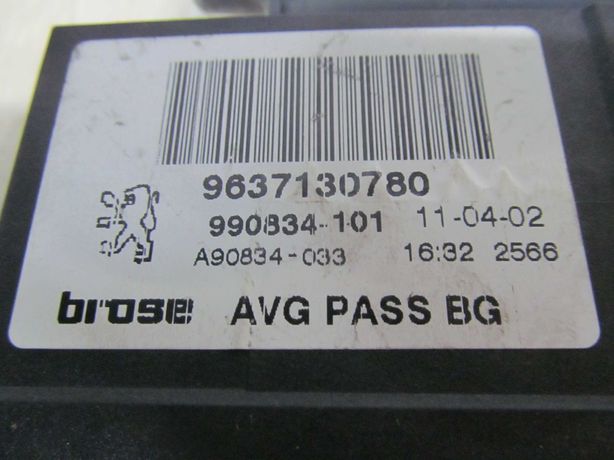 9637130780
990834-101 11-04-02
A90834-033 16:32 2566
brose AVG PASS BG